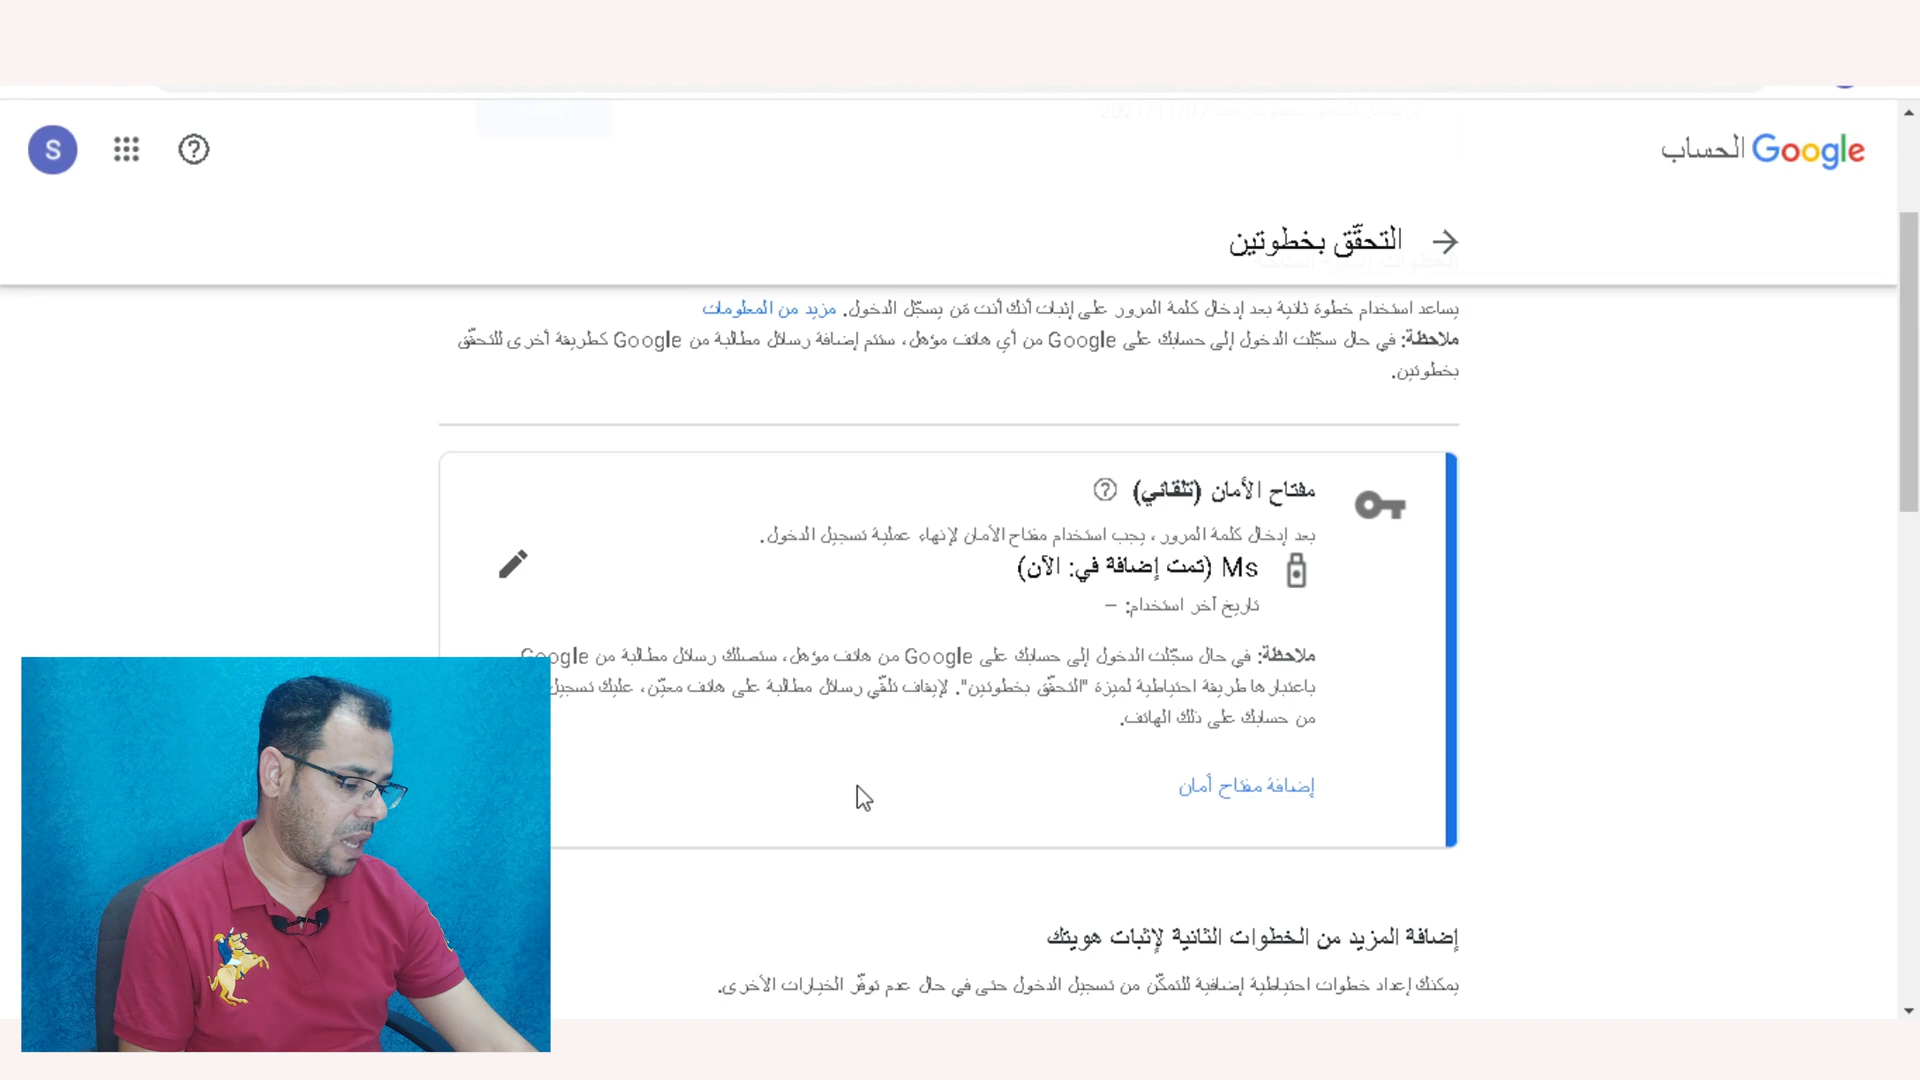 2021/11/07
S
الحساب Google
التحقّق بخطوتين
يساعد استخدام خطوة ثانية بعد إدخال كلمة المرور على إثبات أنك أنت مَن يسجّل الدخول. مزيد من المعلومات
ملاحظة: في حال سجّلت الدخول إلى حسابك على Google من أي هاتف مؤهل، ستتم إضافة رسائل مطالبة من Google كطريقة أخرى للتحقّق
بخطوتين.
مفتاح الأمان (تلقائي)
بعد إدخال كلمة المرور، يجب استخدام مفتاح الأمان لإنهاء عملية تسجيل الدخول.
Ms (تمت إضافة في: الآن)
تاريخ آخر استخدام: –
ملاحظة: في حال سجّلت الدخول إلى حسابك على Google من هاتف مؤهل، ستصلك رسائل مطالبة من Google
باعتبارها طريقة احتياطية لميزة "التحقّق بخطوتين". لإيقاف تلقّي رسائل مطالبة على هاتف معيّن، عليك تسجيل
من حسابك على ذلك الهاتف.
إضافة مفتاح أمان
إضافة المزيد من الخطوات الثانية لإثبات هويتك
يمكنك إعداد خطوات احتياطية إضافية للتمكّن من تسجيل الدخول حتى في حال عدم توفّر الخيارات الأخرى.